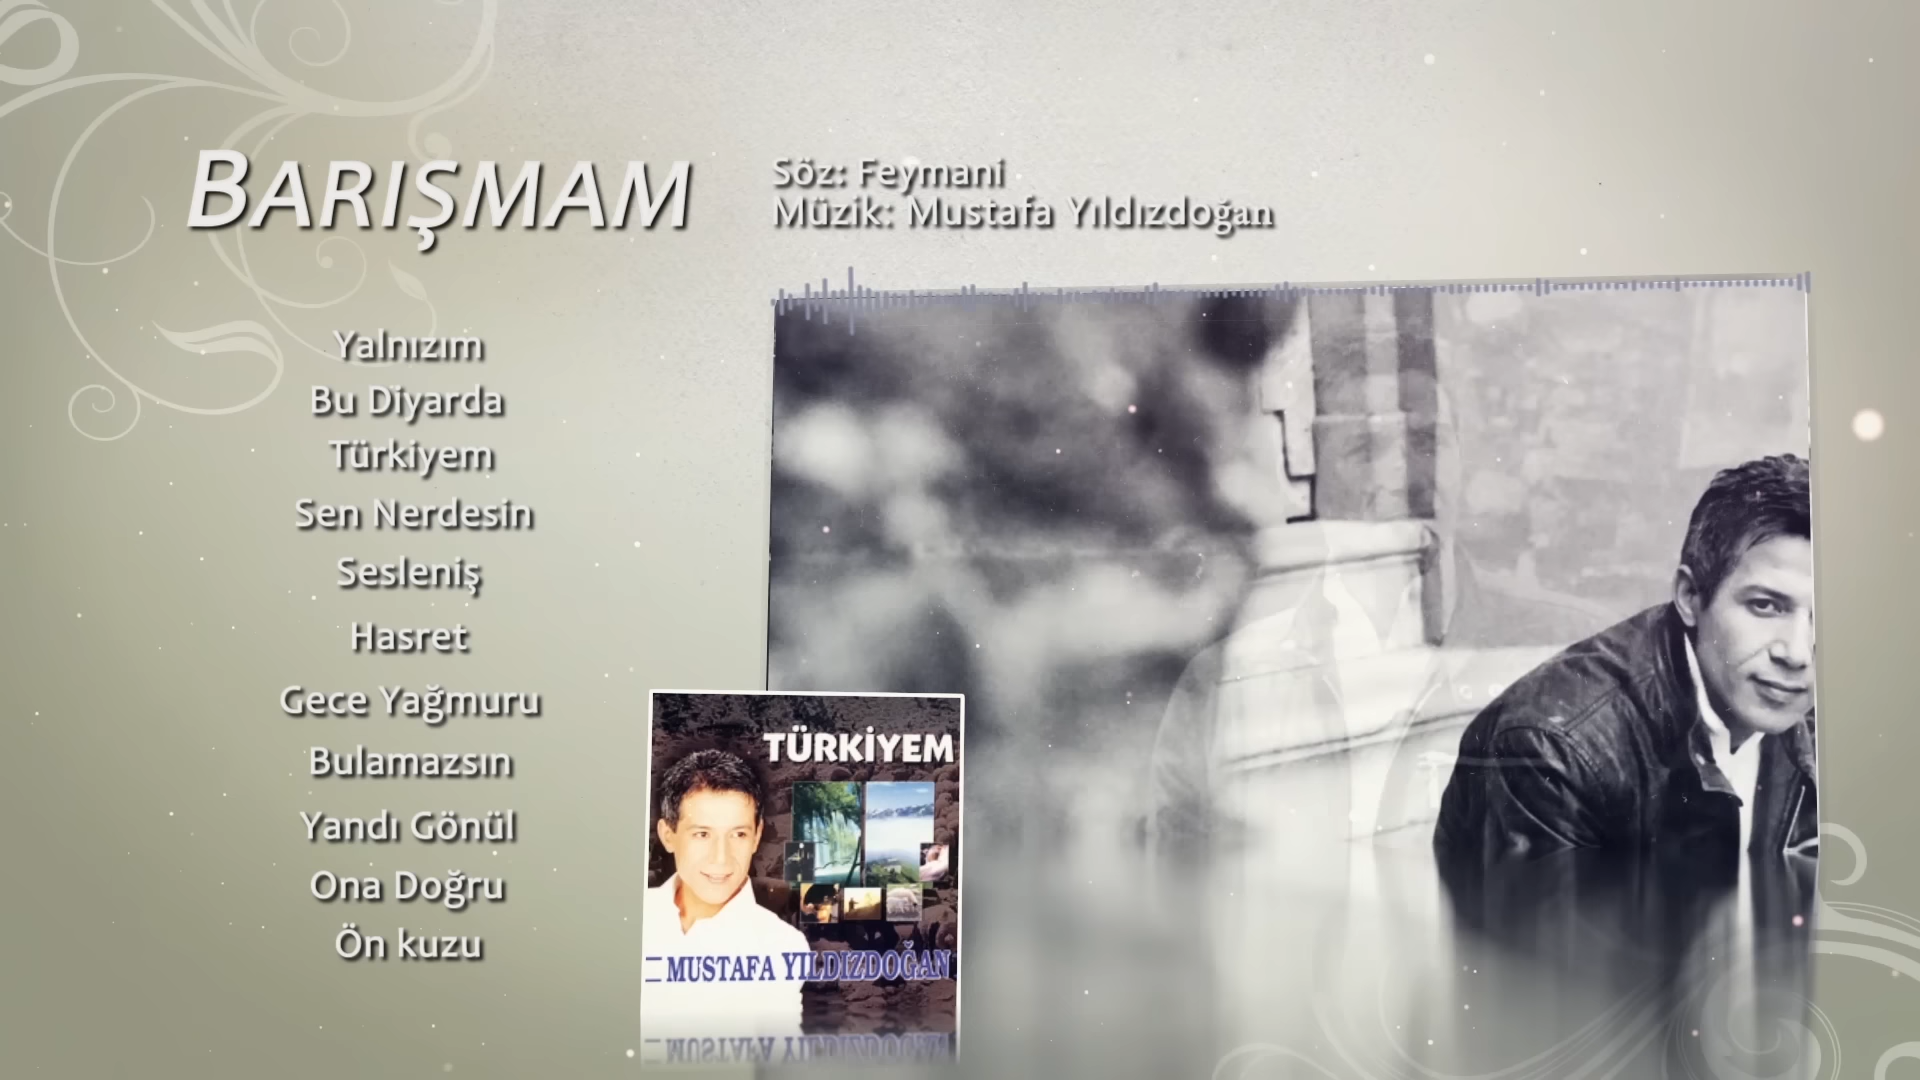 BARIŞMAM
Söz: Feymani
Müzik: Mustafa Yıldızdoğan
Yalnızım
Bu Diyarda
Türkiyem
Sen Nerdesin
Sesleniş
Hasret
Gece Yağmuru
Bulamazsın
Yandı Gönül
Ona Doğru
Ön kuzu
TÜRKİYEM
MUSTAFA YILDIZDOĞAN